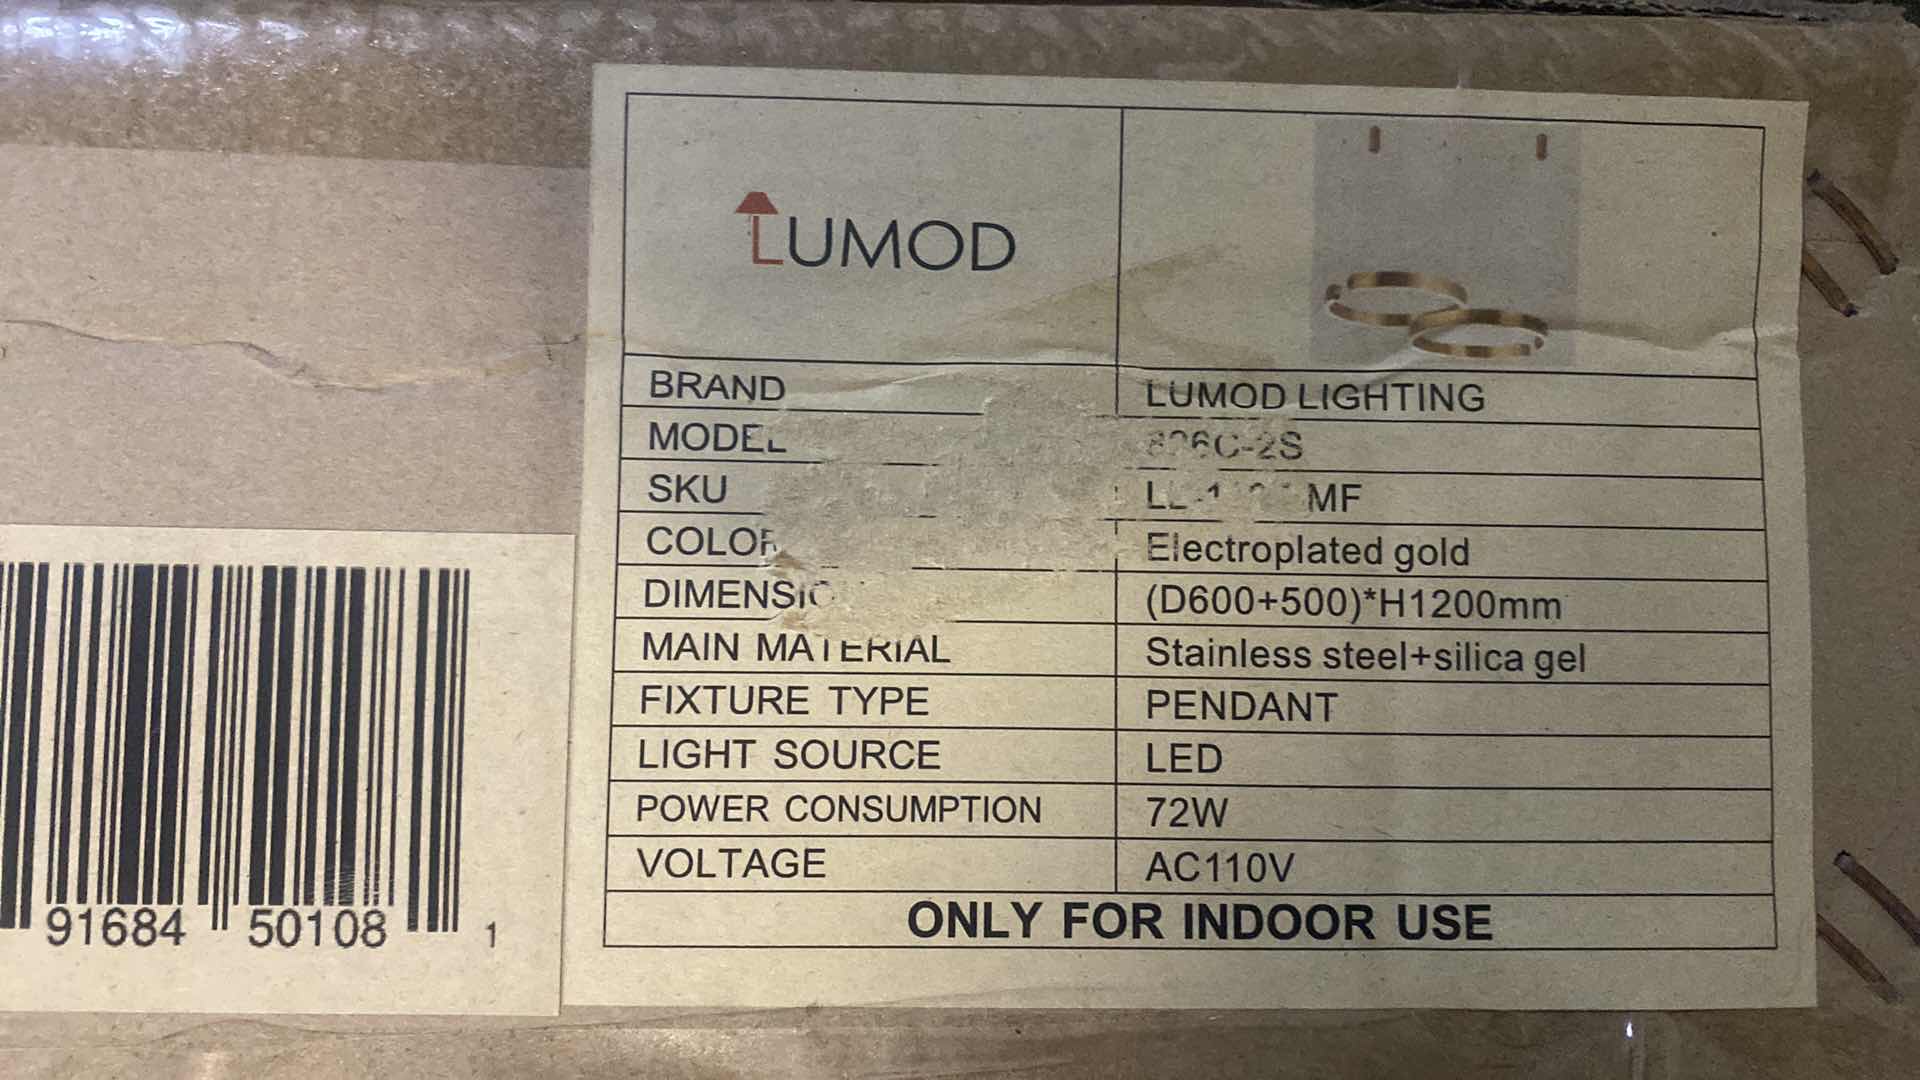 LUMOD
BRAND LUMOD LIGHTING
MODEL
SKU MF
COLOR Electroplated gold
(D600+500)*H1200mm
MAIN MATERIAL Stainless steel+silica gel
FIXTURE TYPE PENDANT
LIGHT SOURCE LED
POWER CONSUMPTION 72W
VOLTAGE AC110V
ONLY FOR INDOOR USE
91684 50108 1